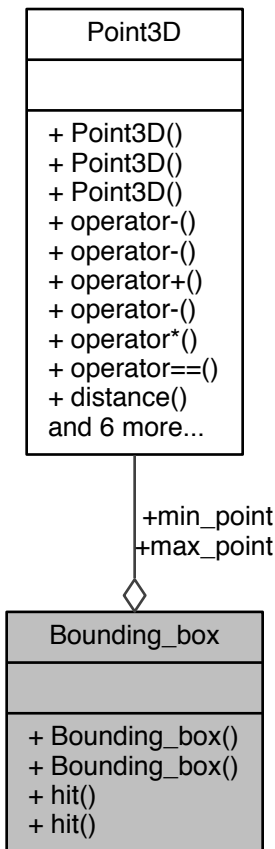 Point3D
+ Point3D()
+ Point3D()
+ Point3D()
+ operator-()
+ operator-()
+ operator+()
+ operator-()
+ operator*()
+ operator==()
+ distance()
and 6 more...
+min_point
+max_point
Bounding_box
+ Bounding_box()
+ Bounding_box()
+ hit()
+ hit()